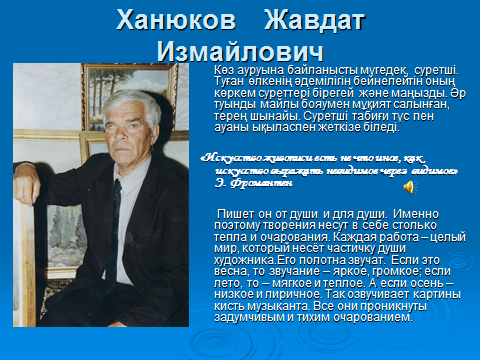 Ханюков Жавдат
Измайлович
Көз ауруына байланысты мүгедек, суретші.
Туған өлкенің әдемілігін бейнелейтін оның
көркем суреттері бірегей және маңызды. Әр
туынды майлы бояумен мұқият салынған,
терең шынайы. Суретші табиғи түс пен
ауаны ықыласпен жеткізе біледі.
«Искусство живописи есть не что иное, как
искусство выражать невидимое через видимое»
Э. Фромантен
Пишет он от души и для души. Именно
поэтому творения несут в себе столько
тепла и очарования. Каждая работа – целый
мир, который несёт частичку души
художника.Его полотна звучат. Если это
весна, то звучание – яркое, громкое; если
лето, то – мягкое и теплое. А если осень –
низкое и лиричное. Так озвучивает картины
кисть музыканта. Все они проникнуты
задумчивым и тихим очарованием.